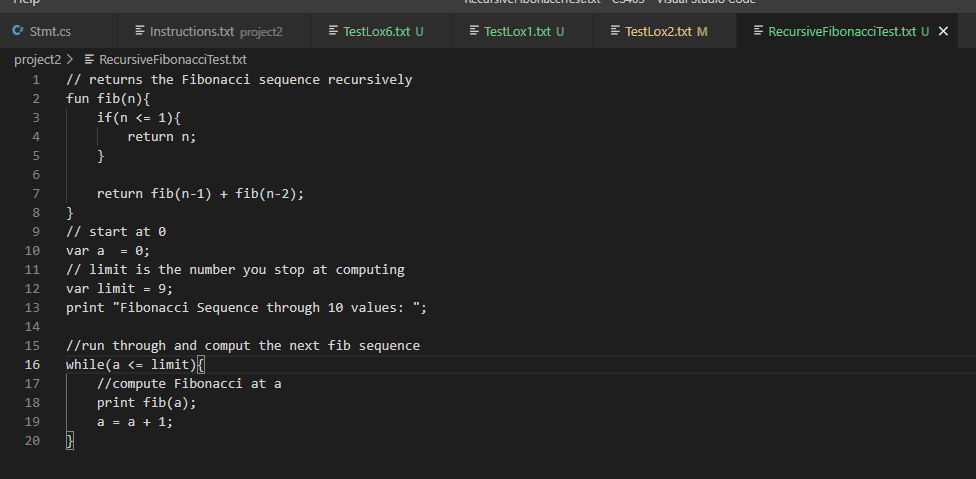 Help
RecursiveFibonacciTest.txt - CS403 - Visual Studio Code
Stmt.cs Instructions.txt project2 TestLox6.txt U TestLox1.txt U TestLox2.txt M RecursiveFibonacciTest.txt U
project2 > RecursiveFibonacciTest.txt
1 // returns the Fibonacci sequence recursively
2 fun fib(n){
3 if(n <= 1){
4 return n;
5 }
6
7 return fib(n-1) + fib(n-2);
8 }
9 // start at 0
10 var a  = 0;
11 // limit is the number you stop at computing
12 var limit = 9;
13 print "Fibonacci Sequence through 10 values: ";
14
15 //run through and comput the next fib sequence
16 while(a <= limit){
17 //compute Fibonacci at a
18 print fib(a);
19 a = a + 1;
20 }